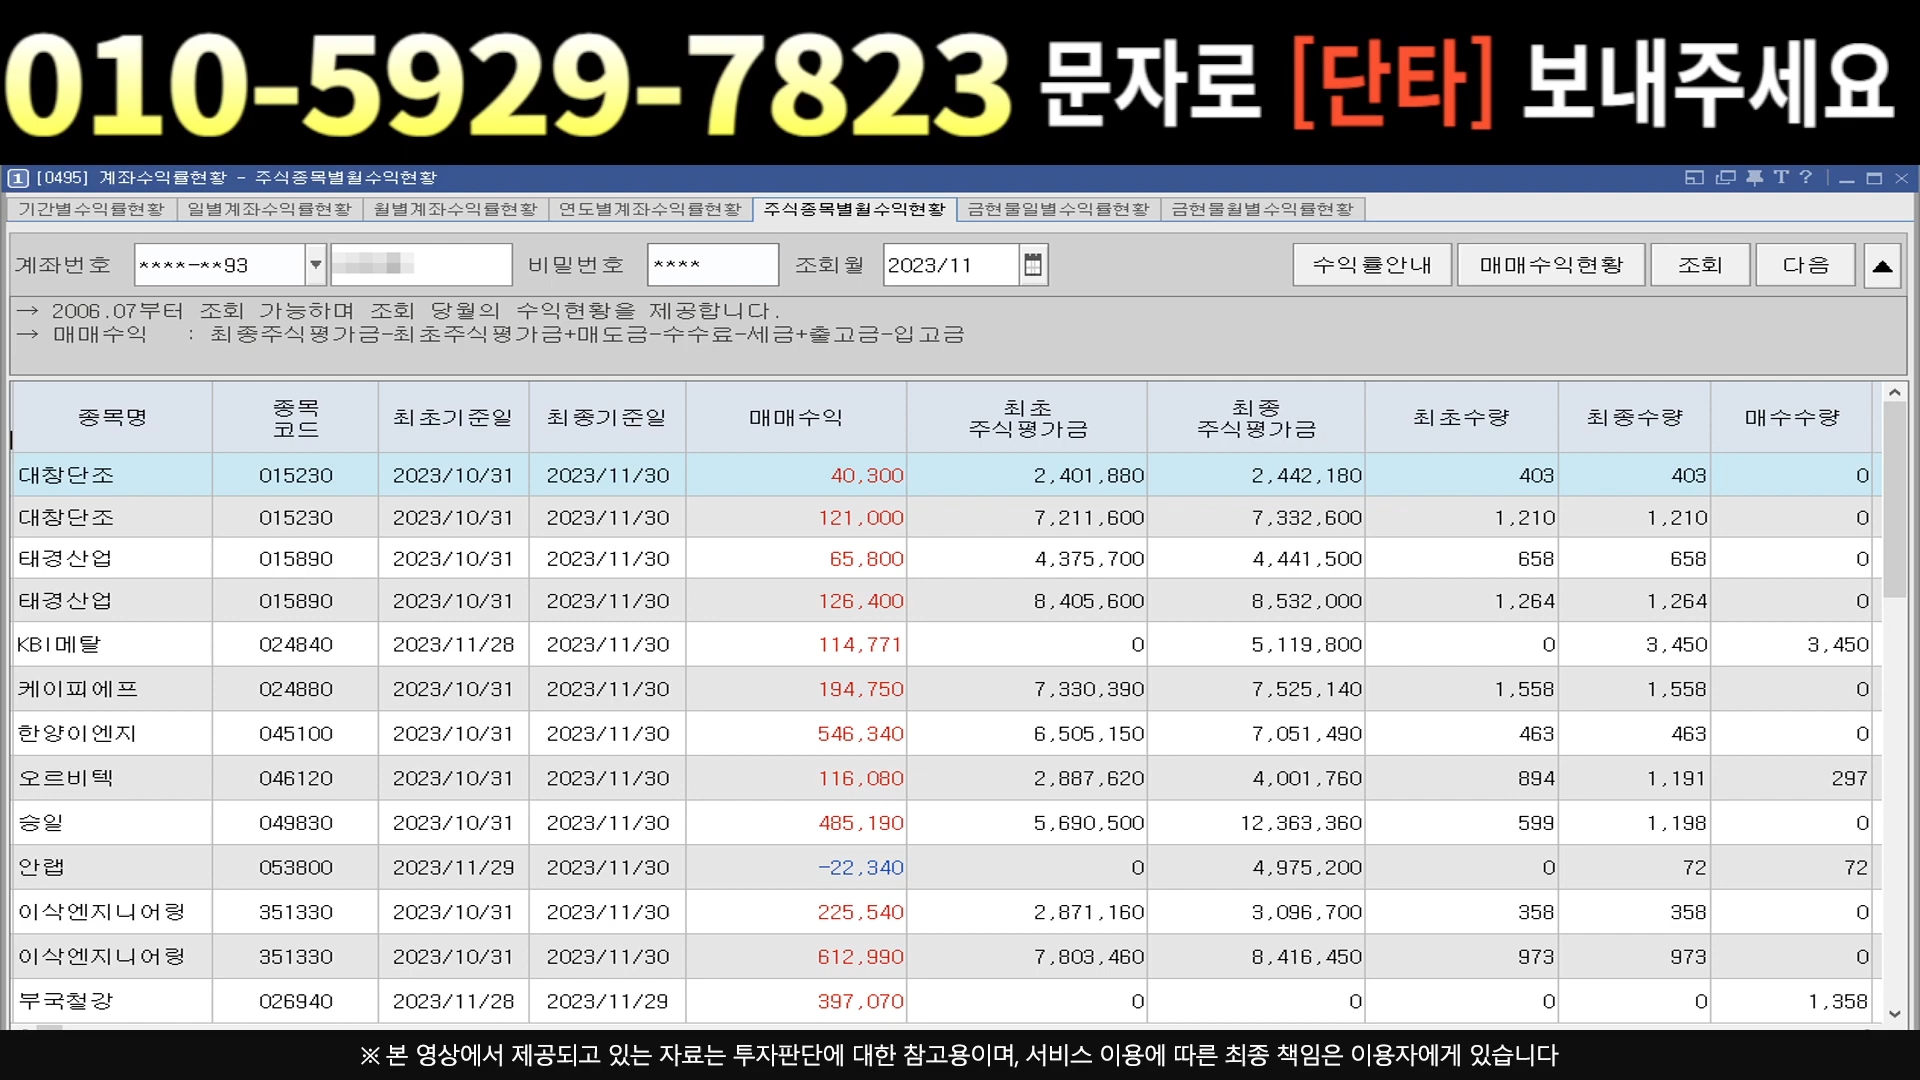 010-5929-7823 문자로 [단타] 보내주세요
1 [0495] 계좌수익률현황 - 주식종목별월수익현황 T ?
기간별수익률현황 일별계좌수익률현황 월별계좌수익률현황 연도별계좌수익률현황 주식종목별월수익현황 금현물일별수익률현황 금현물월별수익률현황
계좌번호 ****-**93 비밀번호 **** 조회월 2023/11 수익률안내 매매수익현황 조회 다음 ▲
→ 2006.07부터 조회 가능하며 조회 당월의 수익현황을 제공합니다.
→ 매매수익 : 최종주식평가금-최초주식평가금+매도금-수수료-세금+출고금-입고금
종목명 종목코드 최초기준일 최종기준일 매매수익 최초주식평가금 최종주식평가금 최초수량 최종수량 매수수량
대창단조 015230 2023/10/31 2023/11/30 40,300 2,401,880 2,442,180 403 403 0
대창단조 015230 2023/10/31 2023/11/30 121,000 7,211,600 7,332,600 1,210 1,210 0
태경산업 015890 2023/10/31 2023/11/30 65,800 4,375,700 4,441,500 658 658 0
태경산업 015890 2023/10/31 2023/11/30 126,400 8,405,600 8,532,000 1,264 1,264 0
KBI메탈 024840 2023/11/28 2023/11/30 114,771 0 5,119,800 0 3,450 3,450
케이피에프 024880 2023/10/31 2023/11/30 194,750 7,330,390 7,525,140 1,558 1,558 0
한양이엔지 045100 2023/10/31 2023/11/30 546,340 6,505,150 7,051,490 463 463 0
오르비텍 046120 2023/10/31 2023/11/30 116,080 2,887,620 4,001,760 894 1,191 297
승일 049830 2023/10/31 2023/11/30 485,190 5,690,500 12,363,360 599 1,198 0
안랩 053800 2023/11/29 2023/11/30 -22,340 0 4,975,200 0 72 72
이삭엔지니어링 351330 2023/10/31 2023/11/30 225,540 2,871,160 3,096,700 358 358 0
이삭엔지니어링 351330 2023/10/31 2023/11/30 612,990 7,803,460 8,416,450 973 973 0
부국철강 026940 2023/11/28 2023/11/29 397,070 0 0 0 0 1,358
※ 본 영상에서 제공되고 있는 자료는 투자판단에 대한 참고용이며, 서비스 이용에 따른 최종 책임은 이용자에게 있습니다